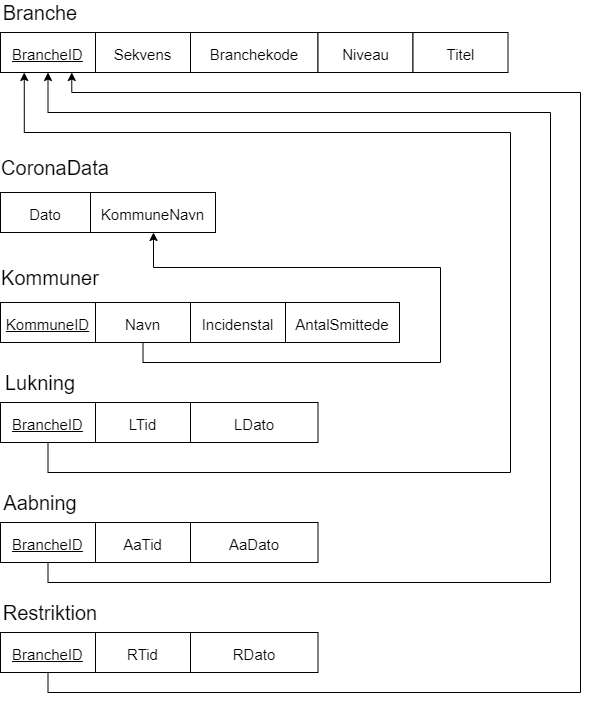 Branche
BrancheID Sekvens Branchekode Niveau Titel
CoronaData
Dato KommuneNavn
Kommuner
KommuneID Navn Incidenstal AntalSmittede
Lukning
BrancheID LTid LDato
Aabning
BrancheID AaTid AaDato
Restriktion
BrancheID RTid RDato